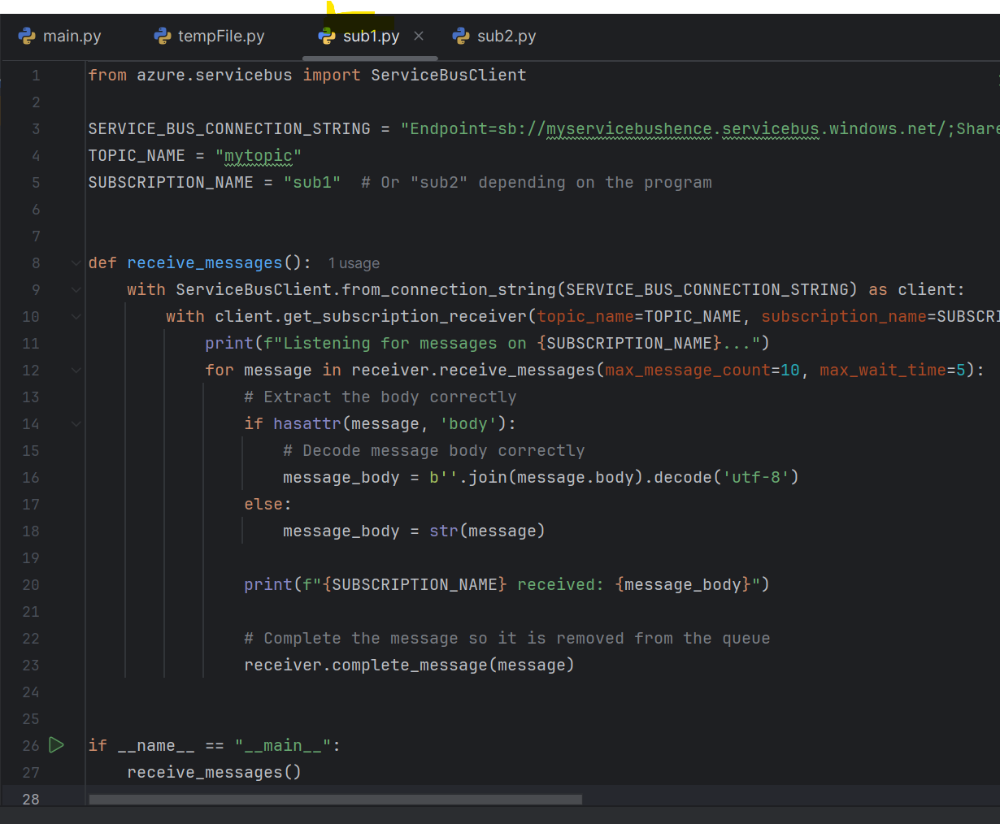 main.py tempFile.py sub1.py × sub2.py
1 from azure.servicebus import ServiceBusClient
2
3 SERVICE_BUS_CONNECTION_STRING = "Endpoint=sb://myservicebushence.servicebus.windows.net/;Share
4 TOPIC_NAME = "mytopic"
5 SUBSCRIPTION_NAME = "sub1"  # Or "sub2" depending on the program
6
7
8 def receive_messages(): 1 usage
9     with ServiceBusClient.from_connection_string(SERVICE_BUS_CONNECTION_STRING) as client:
10         with client.get_subscription_receiver(topic_name=TOPIC_NAME, subscription_name=SUBSCRI
11             print(f"Listening for messages on {SUBSCRIPTION_NAME}...")
12             for message in receiver.receive_messages(max_message_count=10, max_wait_time=5):
13                 # Extract the body correctly
14                 if hasattr(message, 'body'):
15                     # Decode message body correctly
16                     message_body = b''.join(message.body).decode('utf-8')
17                 else:
18                     message_body = str(message)
19
20                 print(f"{SUBSCRIPTION_NAME} received: {message_body}")
21
22                 # Complete the message so it is removed from the queue
23                 receiver.complete_message(message)
24
25
26 if __name__ == "__main__":
27     receive_messages()
28